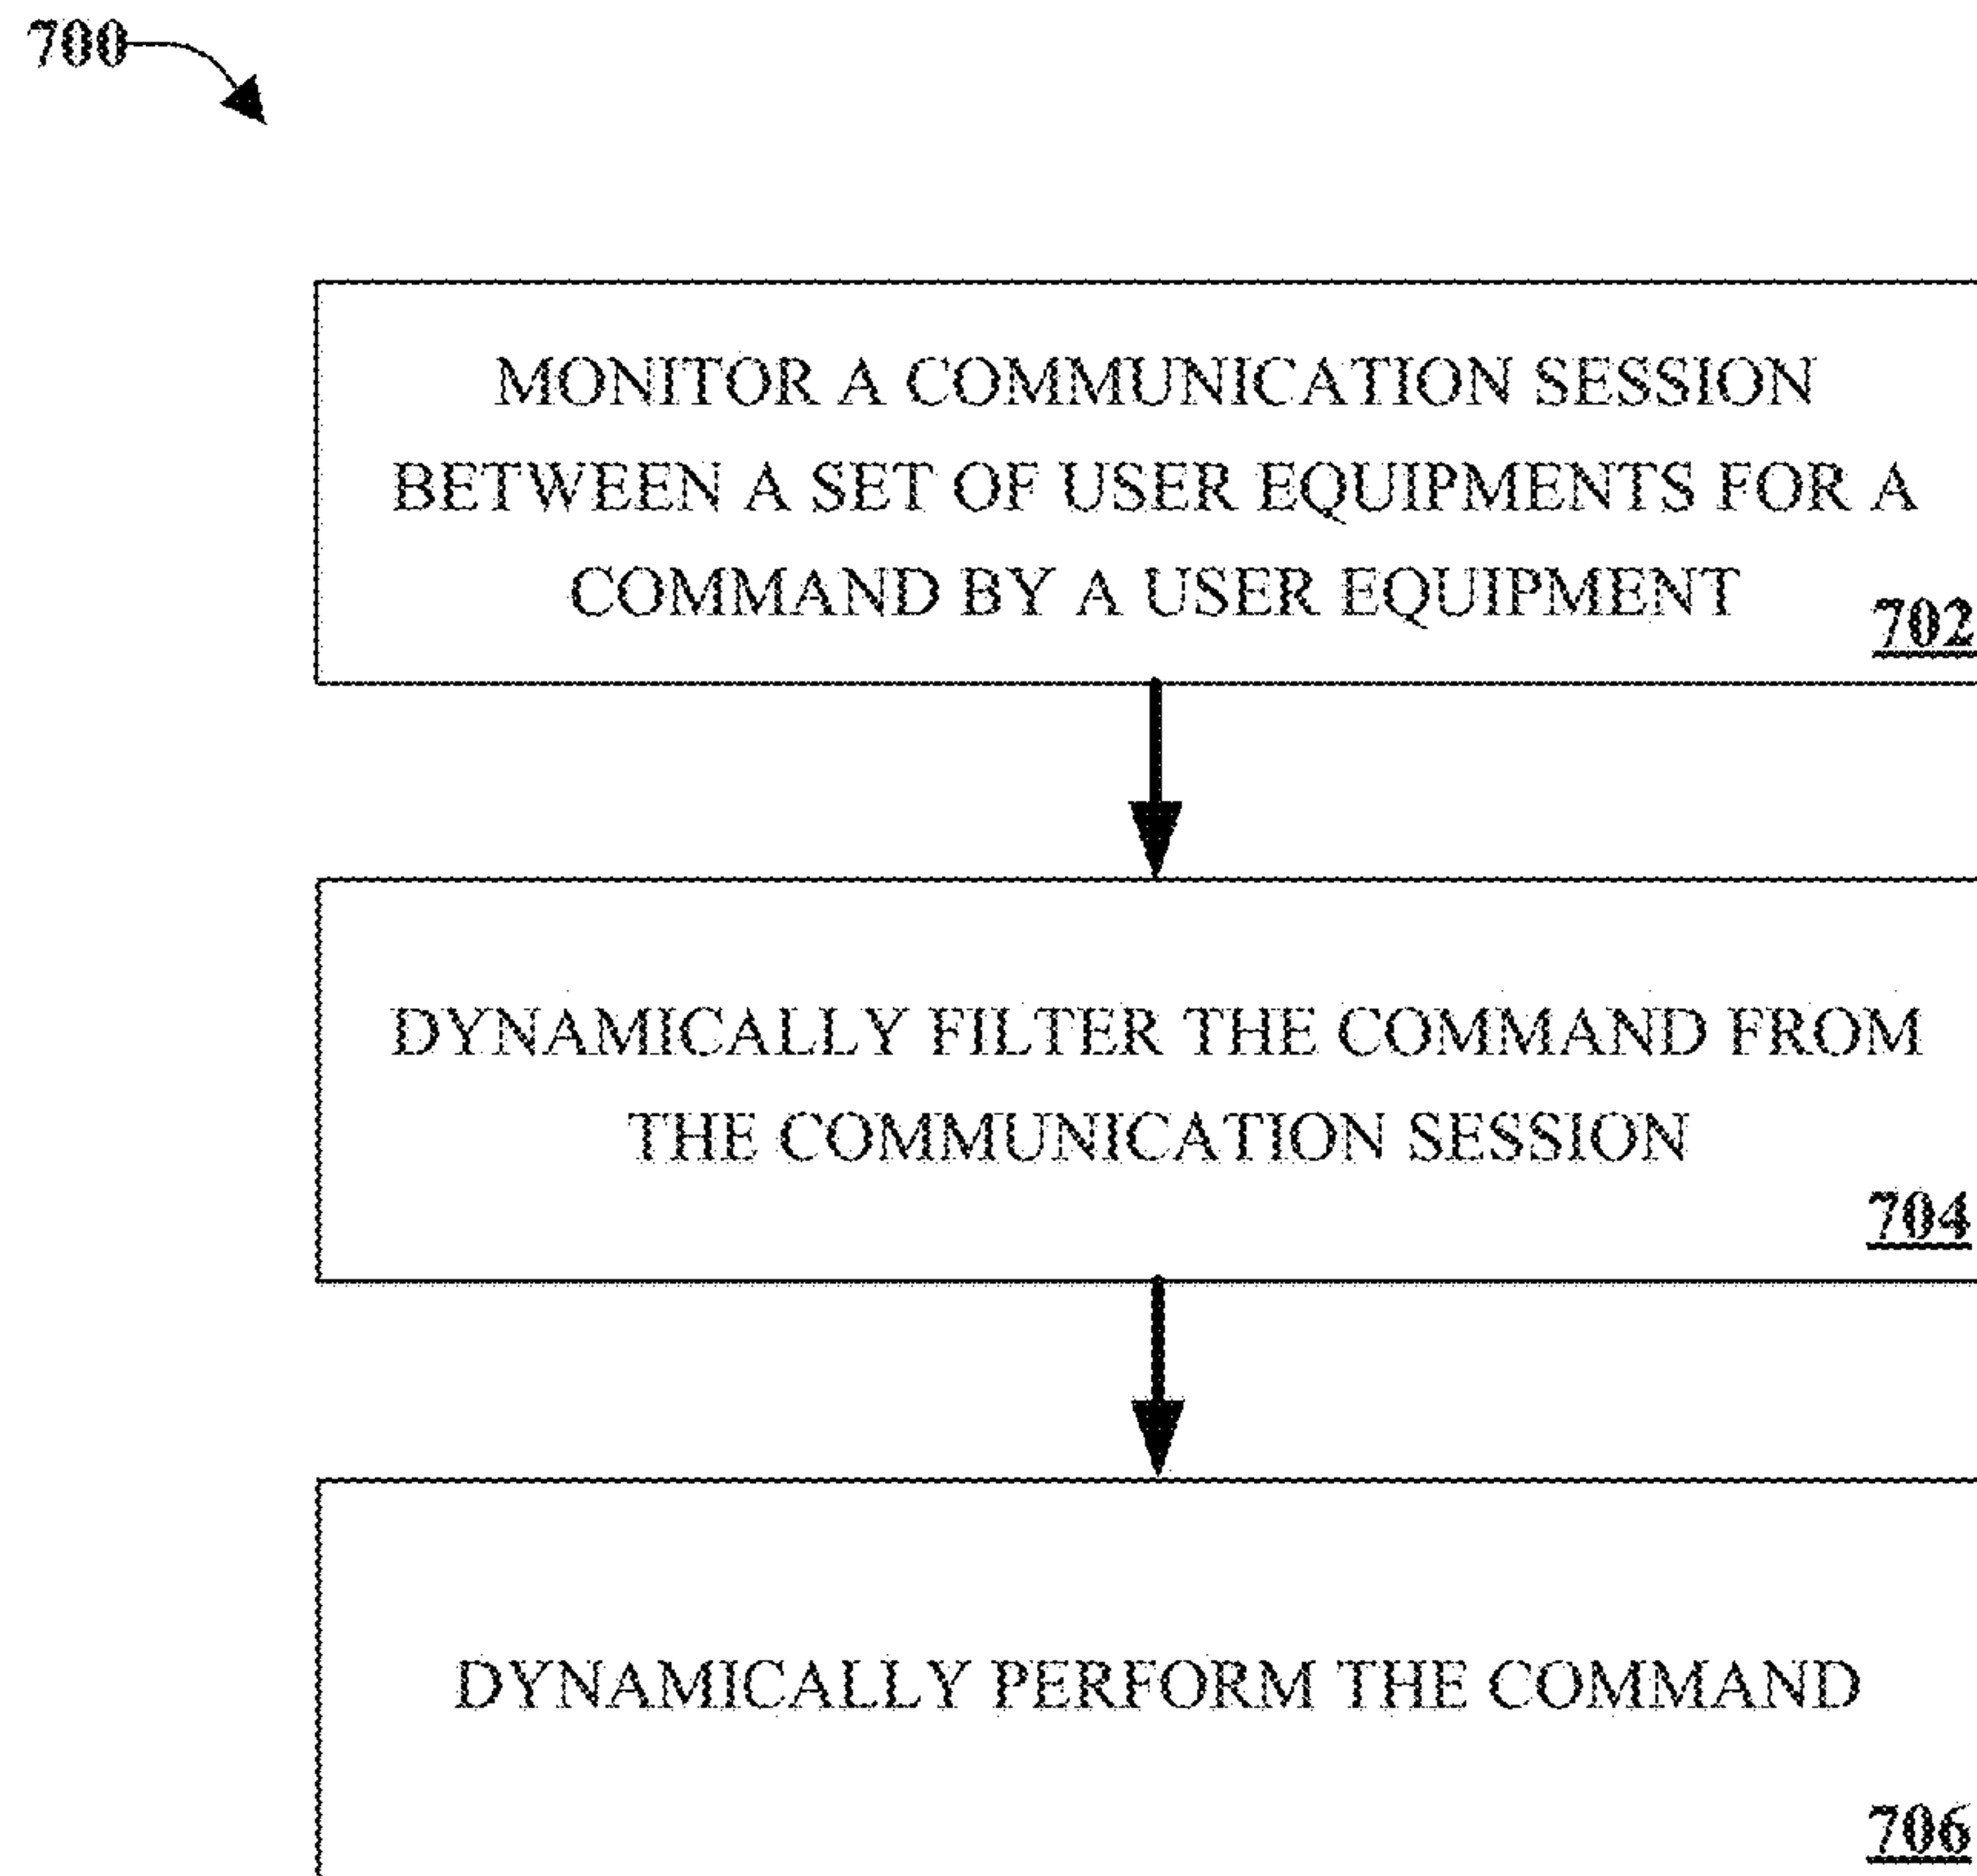 700
MONITOR A COMMUNICATION SESSION
BETWEEN A SET OF USER EQUIPMENTS FOR A
COMMAND BY A USER EQUIPMENT
702
DYNAMICALLY FILTER THE COMMAND FROM
THE COMMUNICATION SESSION
704
DYNAMICALLY PERFORM THE COMMAND
706